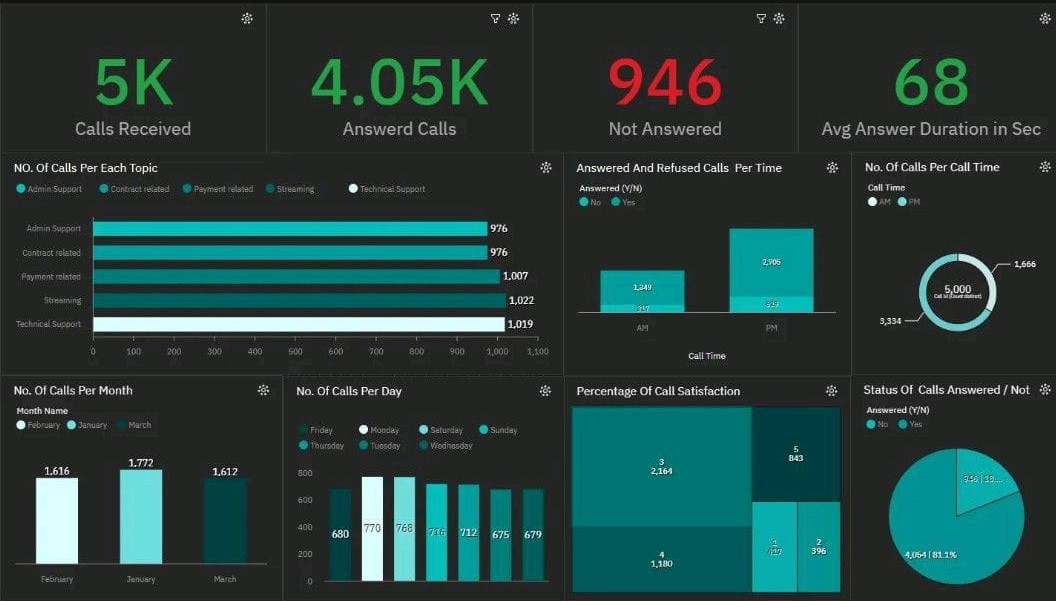 5K
Calls Received
4.05K
Answerd Calls
946
Not Answered
68
Avg Answer Duration in Sec
NO. Of Calls Per Each Topic
Admin Support Contract related Payment related Streaming Technical Support
Admin Support 976
Contract related 976
Payment related 1,007
Streaming 1,022
Technical Support 1,019
0 100 200 300 400 500 600 700 800 900 1,000 1,100
Answered And Refused Calls Per Time
Answered (Y/N)
No Yes
2,705
1,349
AM PM
Call Time
No. Of Calls Per Call Time
Call Time
AM PM
1,666
5,000
Call Id (Count distinct)
3,334
No. Of Calls Per Month
Month Name
February January March
1.616 1.772 1,612
February January March
No. Of Calls Per Day
Friday Monday Saturday Sunday
Thursday Tuesday Wednesday
800
600
400
200
0
680 770 768 716 712 675 679
Percentage Of Call Satisfaction
3
2,164
5
843
4
1,180
1
417
2
396
Status Of Calls Answered / Not
Answered (Y/N)
No Yes
946 | 18...
4,054 | 81.1%